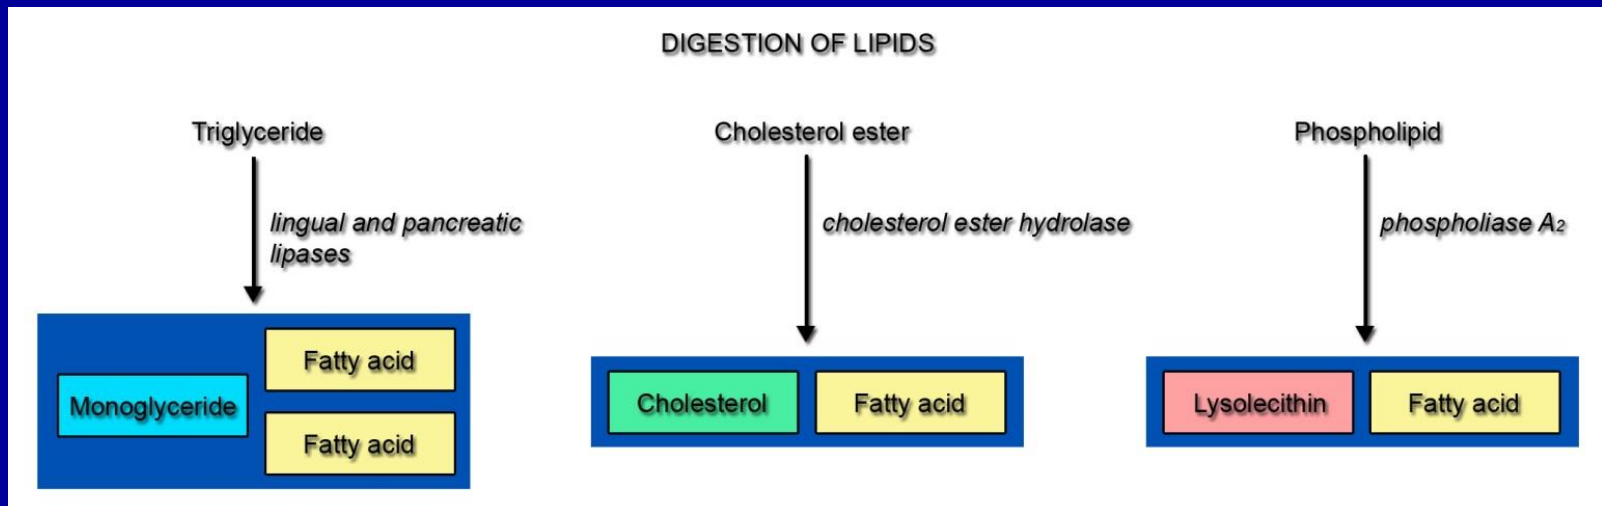 DIGESTION OF LIPIDS
Triglyceride
lingual and pancreatic
lipases
Monoglyceride
Fatty acid
Fatty acid
Cholesterol ester
cholesterol ester hydrolase
Cholesterol
Fatty acid
Phospholipid
phospholiase A₂
Lysolecithin
Fatty acid